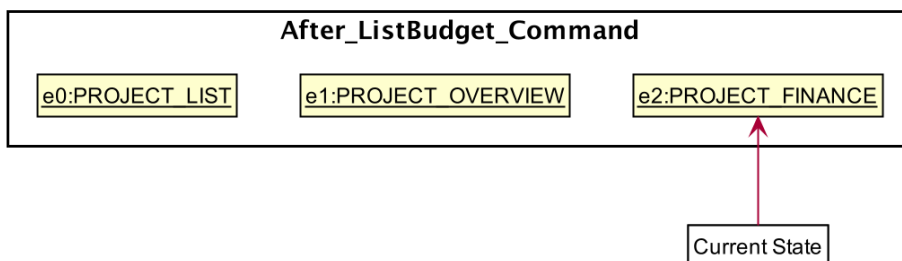 After_ListBudget_Command
e0:PROJECT_LIST
e1:PROJECT_OVERVIEW
e2:PROJECT_FINANCE
Current State